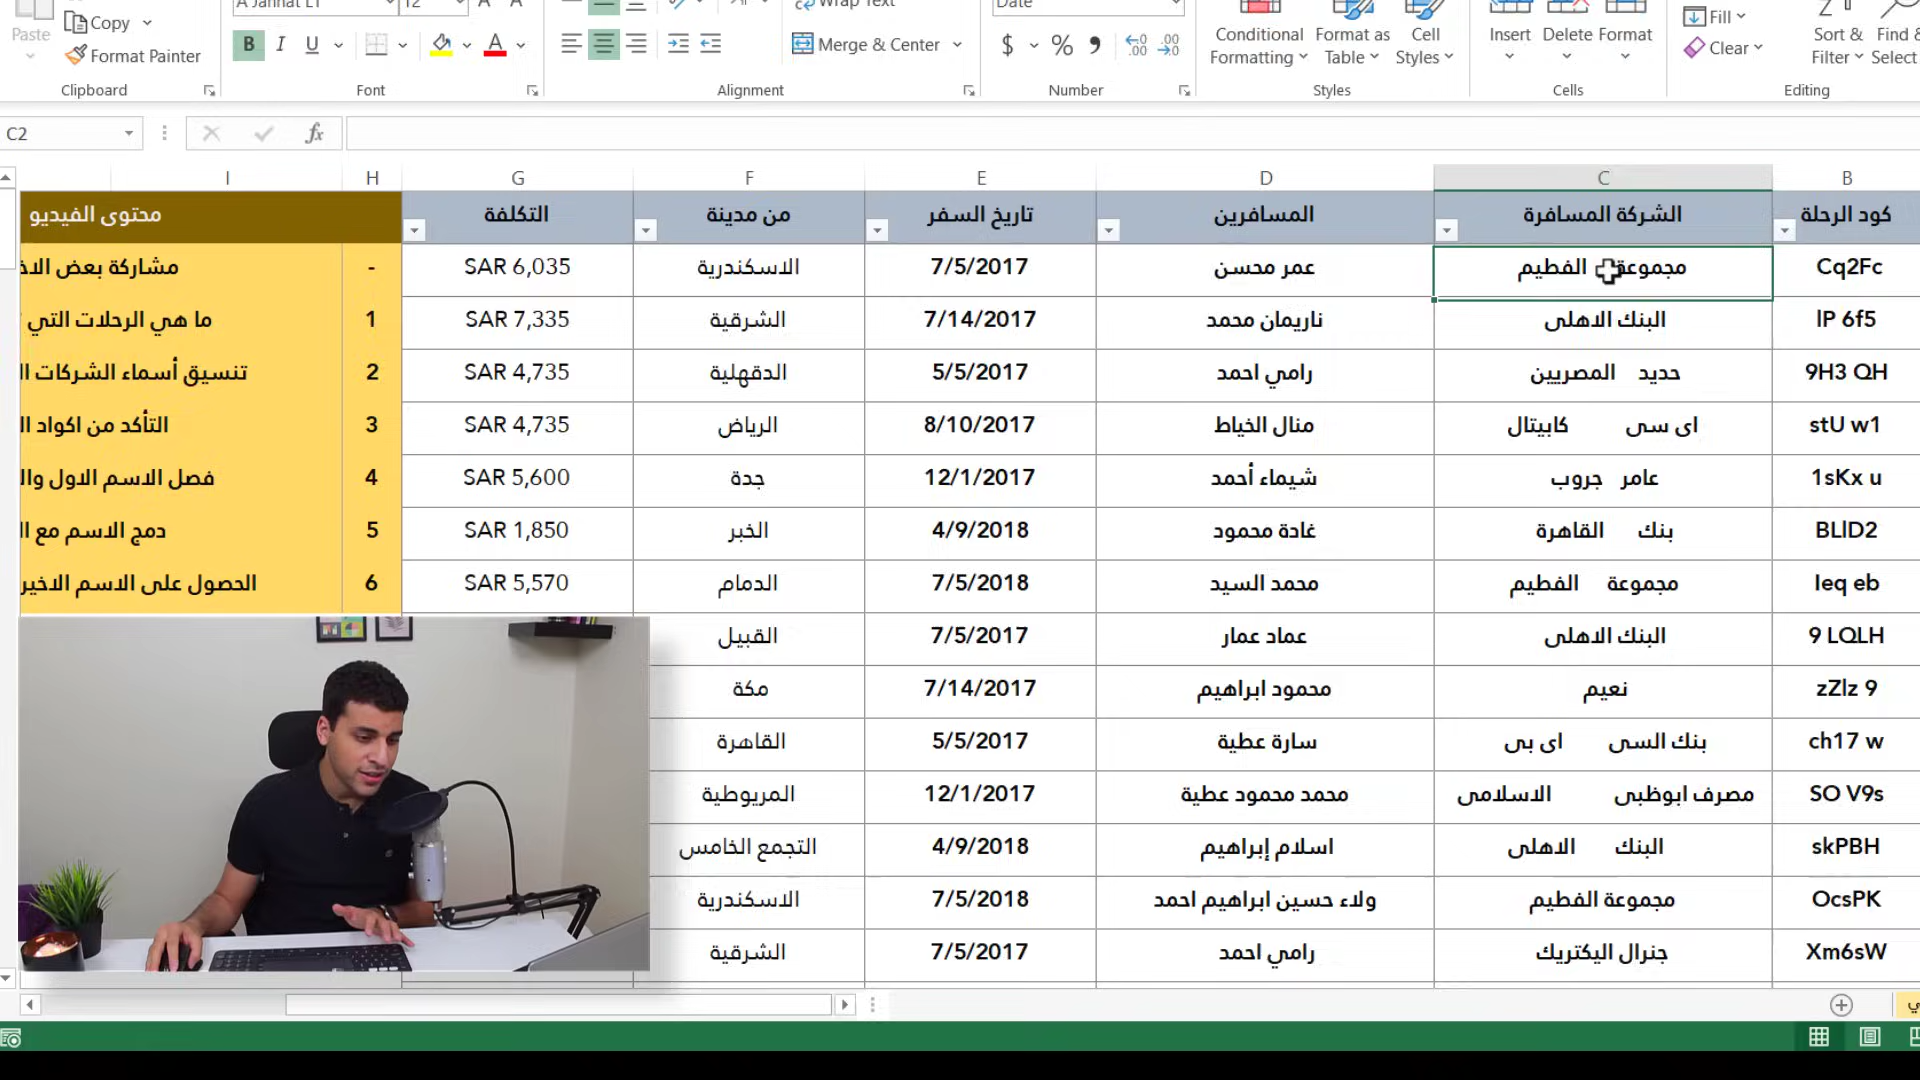 A Jannat LT 12 Wrap Text Date
Paste Copy Merge & Center Conditional Formatting Format as Table Cell Styles Insert Delete Format Fill Sort & Filter Find & Select
Format Painter Clear
Clipboard Font Alignment Number Styles Cells Editing
C2 fx
I H G F E D C B
كود الرحلة الشركة المسافرة المسافرين تاريخ السفر من مدينة التكلفة محتوى الفيديو
Cq2Fc مجموعة الفطيم عمر محسن 7/5/2017 الاسكندرية SAR 6,035 - مشاركة بعض
lP 6f5 البنك الاهلى ناريمان محمد 7/14/2017 الشرقية SAR 7,335 1 ما هي الرحلات التي
9H3 QH حديد المصريين رامي احمد 5/5/2017 الدقهلية SAR 4,735 2 تنسيق أسماء الشركات
stU w1 اى سى كابيتال منال الخياط 8/10/2017 الرياض SAR 4,735 3 التأكد من اكواد
1sKx u عامر جروب شيماء أحمد 12/1/2017 جدة SAR 5,600 4 فصل الاسم الاول
BLlD2 بنك القاهرة غادة محمود 4/9/2018 الخبر SAR 1,850 5 دمج الاسم مع
Ieq eb مجموعة الفطيم محمد السيد 7/5/2018 الدمام SAR 5,570 6 الحصول على الاسم الاخير
9 LQLH البنك الاهلى عماد عمار 7/5/2017 القبيل
zZlz 9 نعيم محمود ابراهيم 7/14/2017 مكة
ch17 w بنك السى اى بى سارة عطية 5/5/2017 القاهرة
SO V9s مصرف ابوظبى الاسلامى محمد محمود عطية 12/1/2017 المريوطية
skPBH البنك الاهلى اسلام إبراهيم 4/9/2018 التجمع الخامس
OcsPK مجموعة الفطيم ولاء حسين ابراهيم احمد 7/5/2018 الاسكندرية
Xm6sW جنرال اليكتريك رامي احمد 7/5/2017 الشرقية